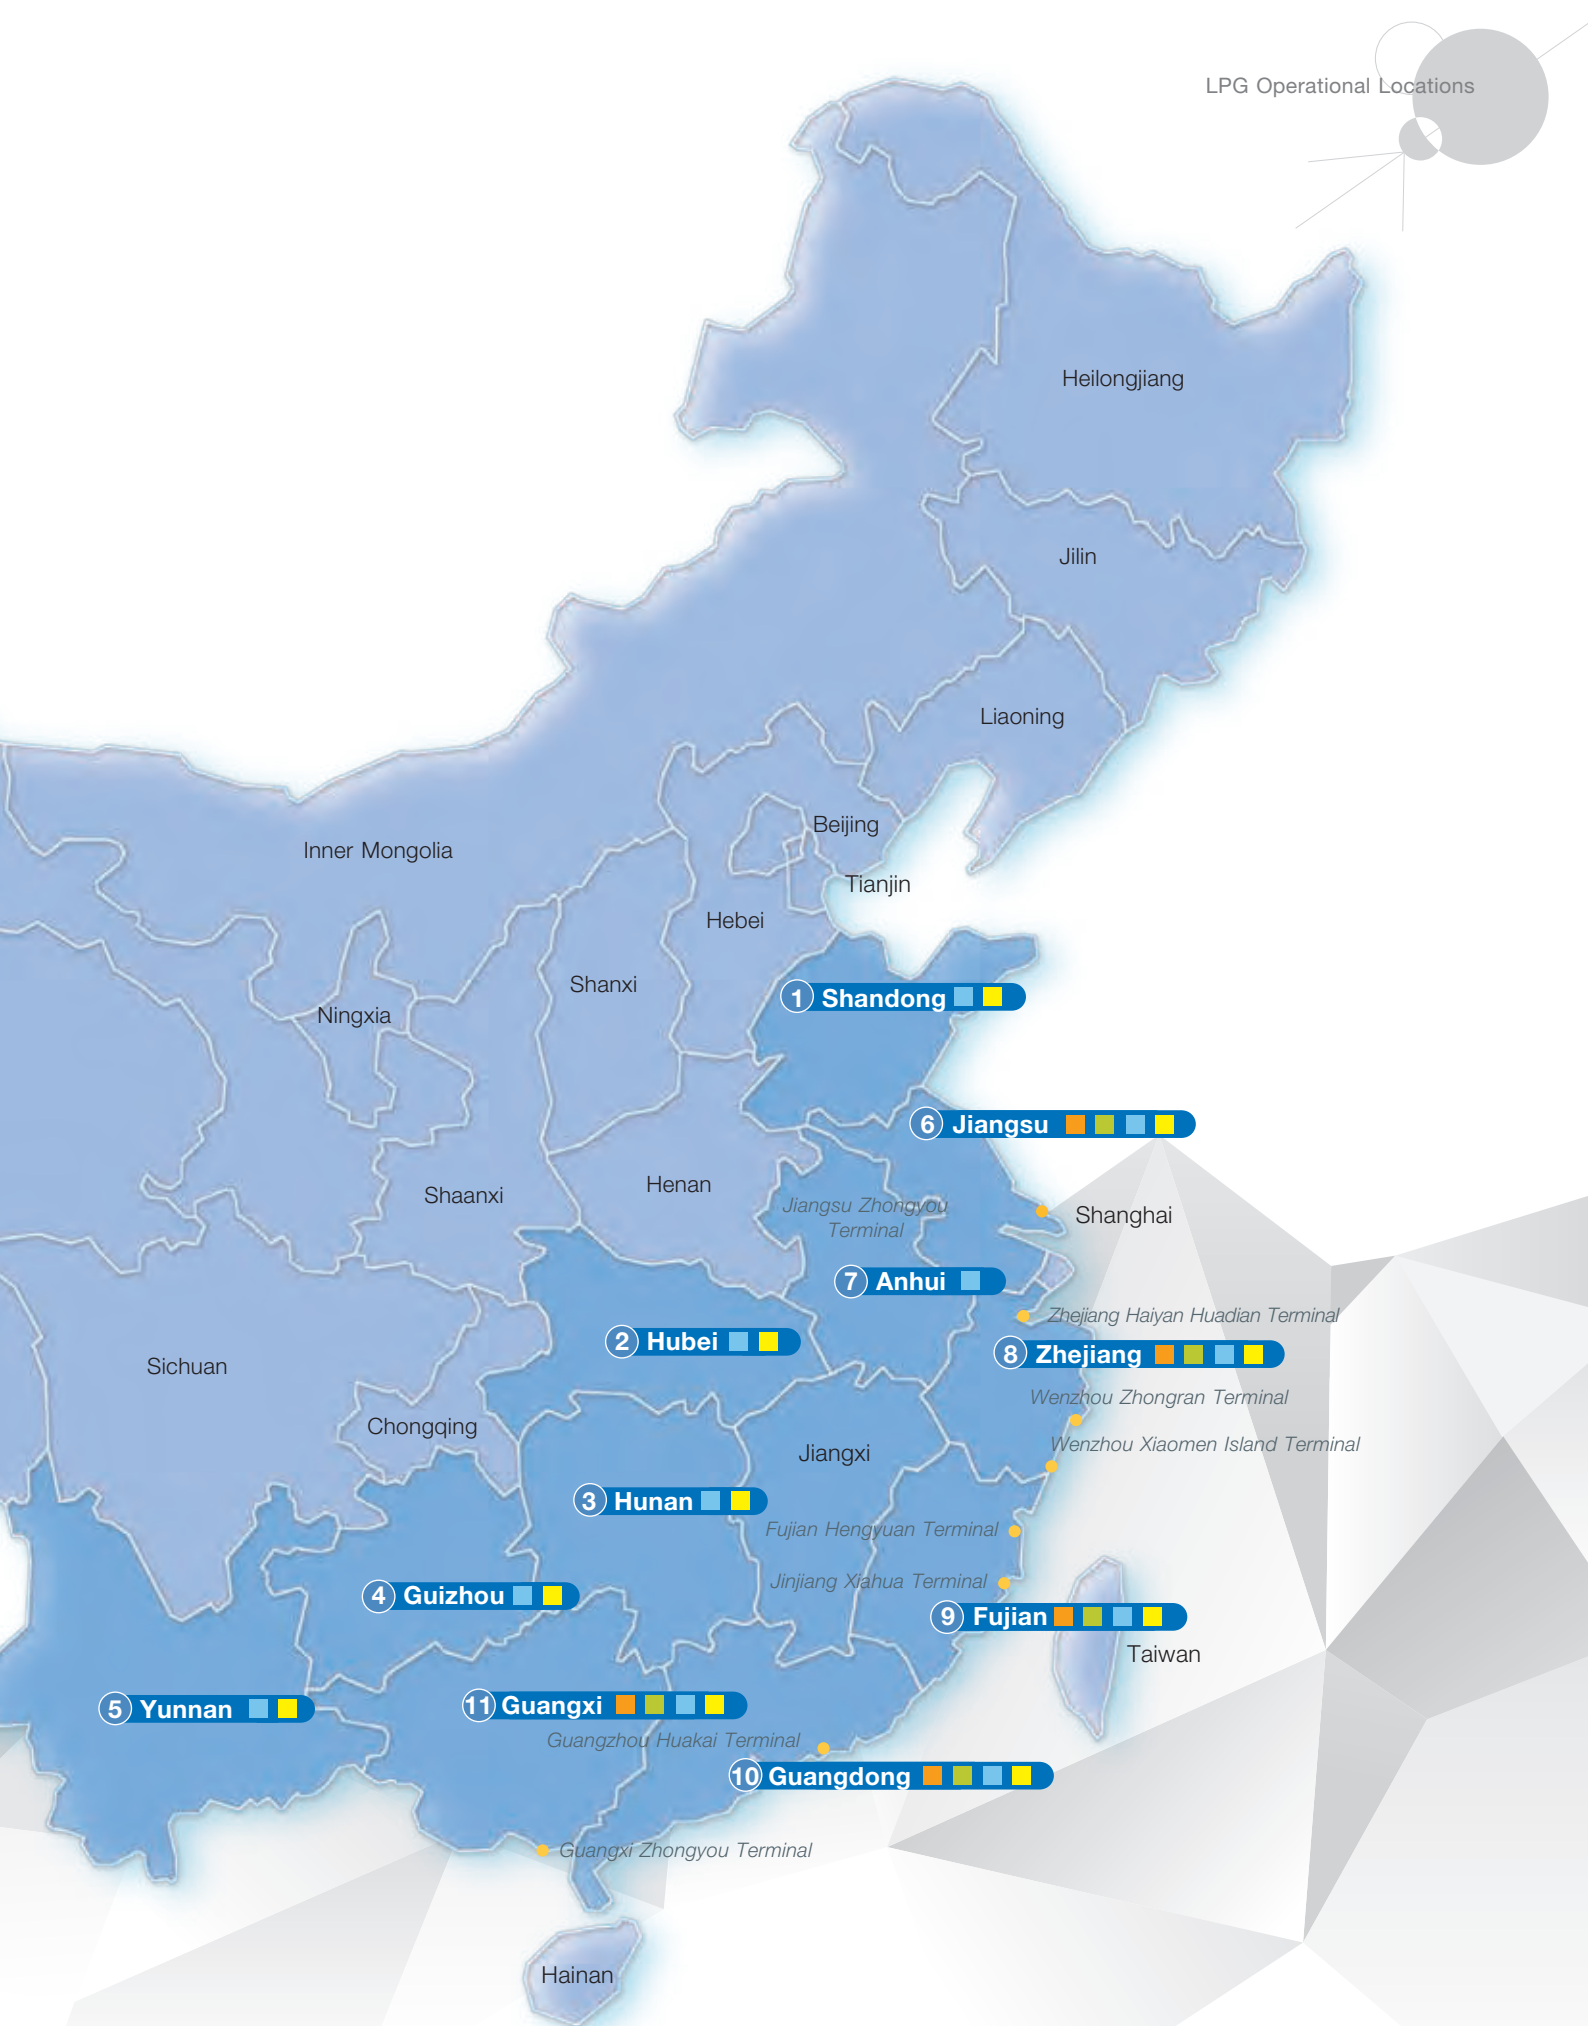 LPG Operational Locations
Heilongjiang
Jilin
Liaoning
Beijing
Inner Mongolia
Tianjin
Hebei
Shanxi
1 Shandong
Ningxia
6 Jiangsu
Henan
Shaanxi
Jiangsu Zhongyou
Terminal
Shanghai
7 Anhui
Zhejiang Haiyan Huadian Terminal
2 Hubei
8 Zhejiang
Sichuan
Wenzhou Zhongran Terminal
Chongqing
Wenzhou Xiaomen Island Terminal
Jiangxi
3 Hunan
Fujian Hengyuan Terminal
Jinjiang Xiahua Terminal
4 Guizhou
9 Fujian
Taiwan
5 Yunnan
11 Guangxi
Guangzhou Huakai Terminal
10 Guangdong
Guangxi Zhongyou Terminal
Hainan